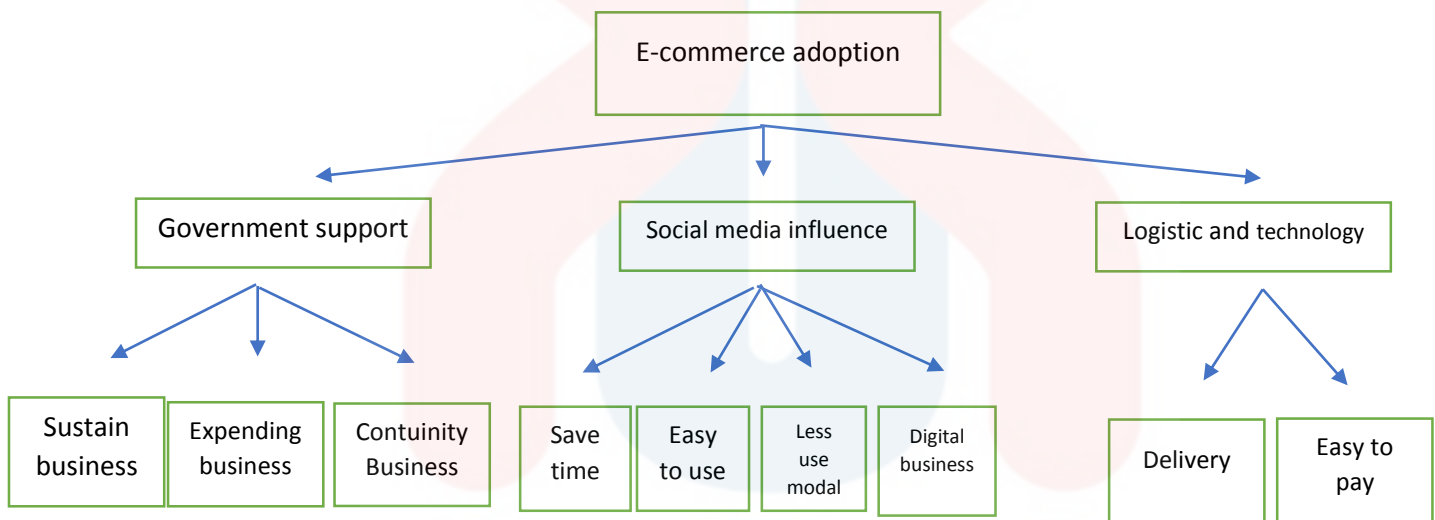 E-commerce adoption
Government support
Social media influence
Logistic and technology
Sustain
business
Expending
business
Contuinity
Business
Save
time
Easy
to use
Less
use
modal
Digital
business
Delivery
Easy to
pay